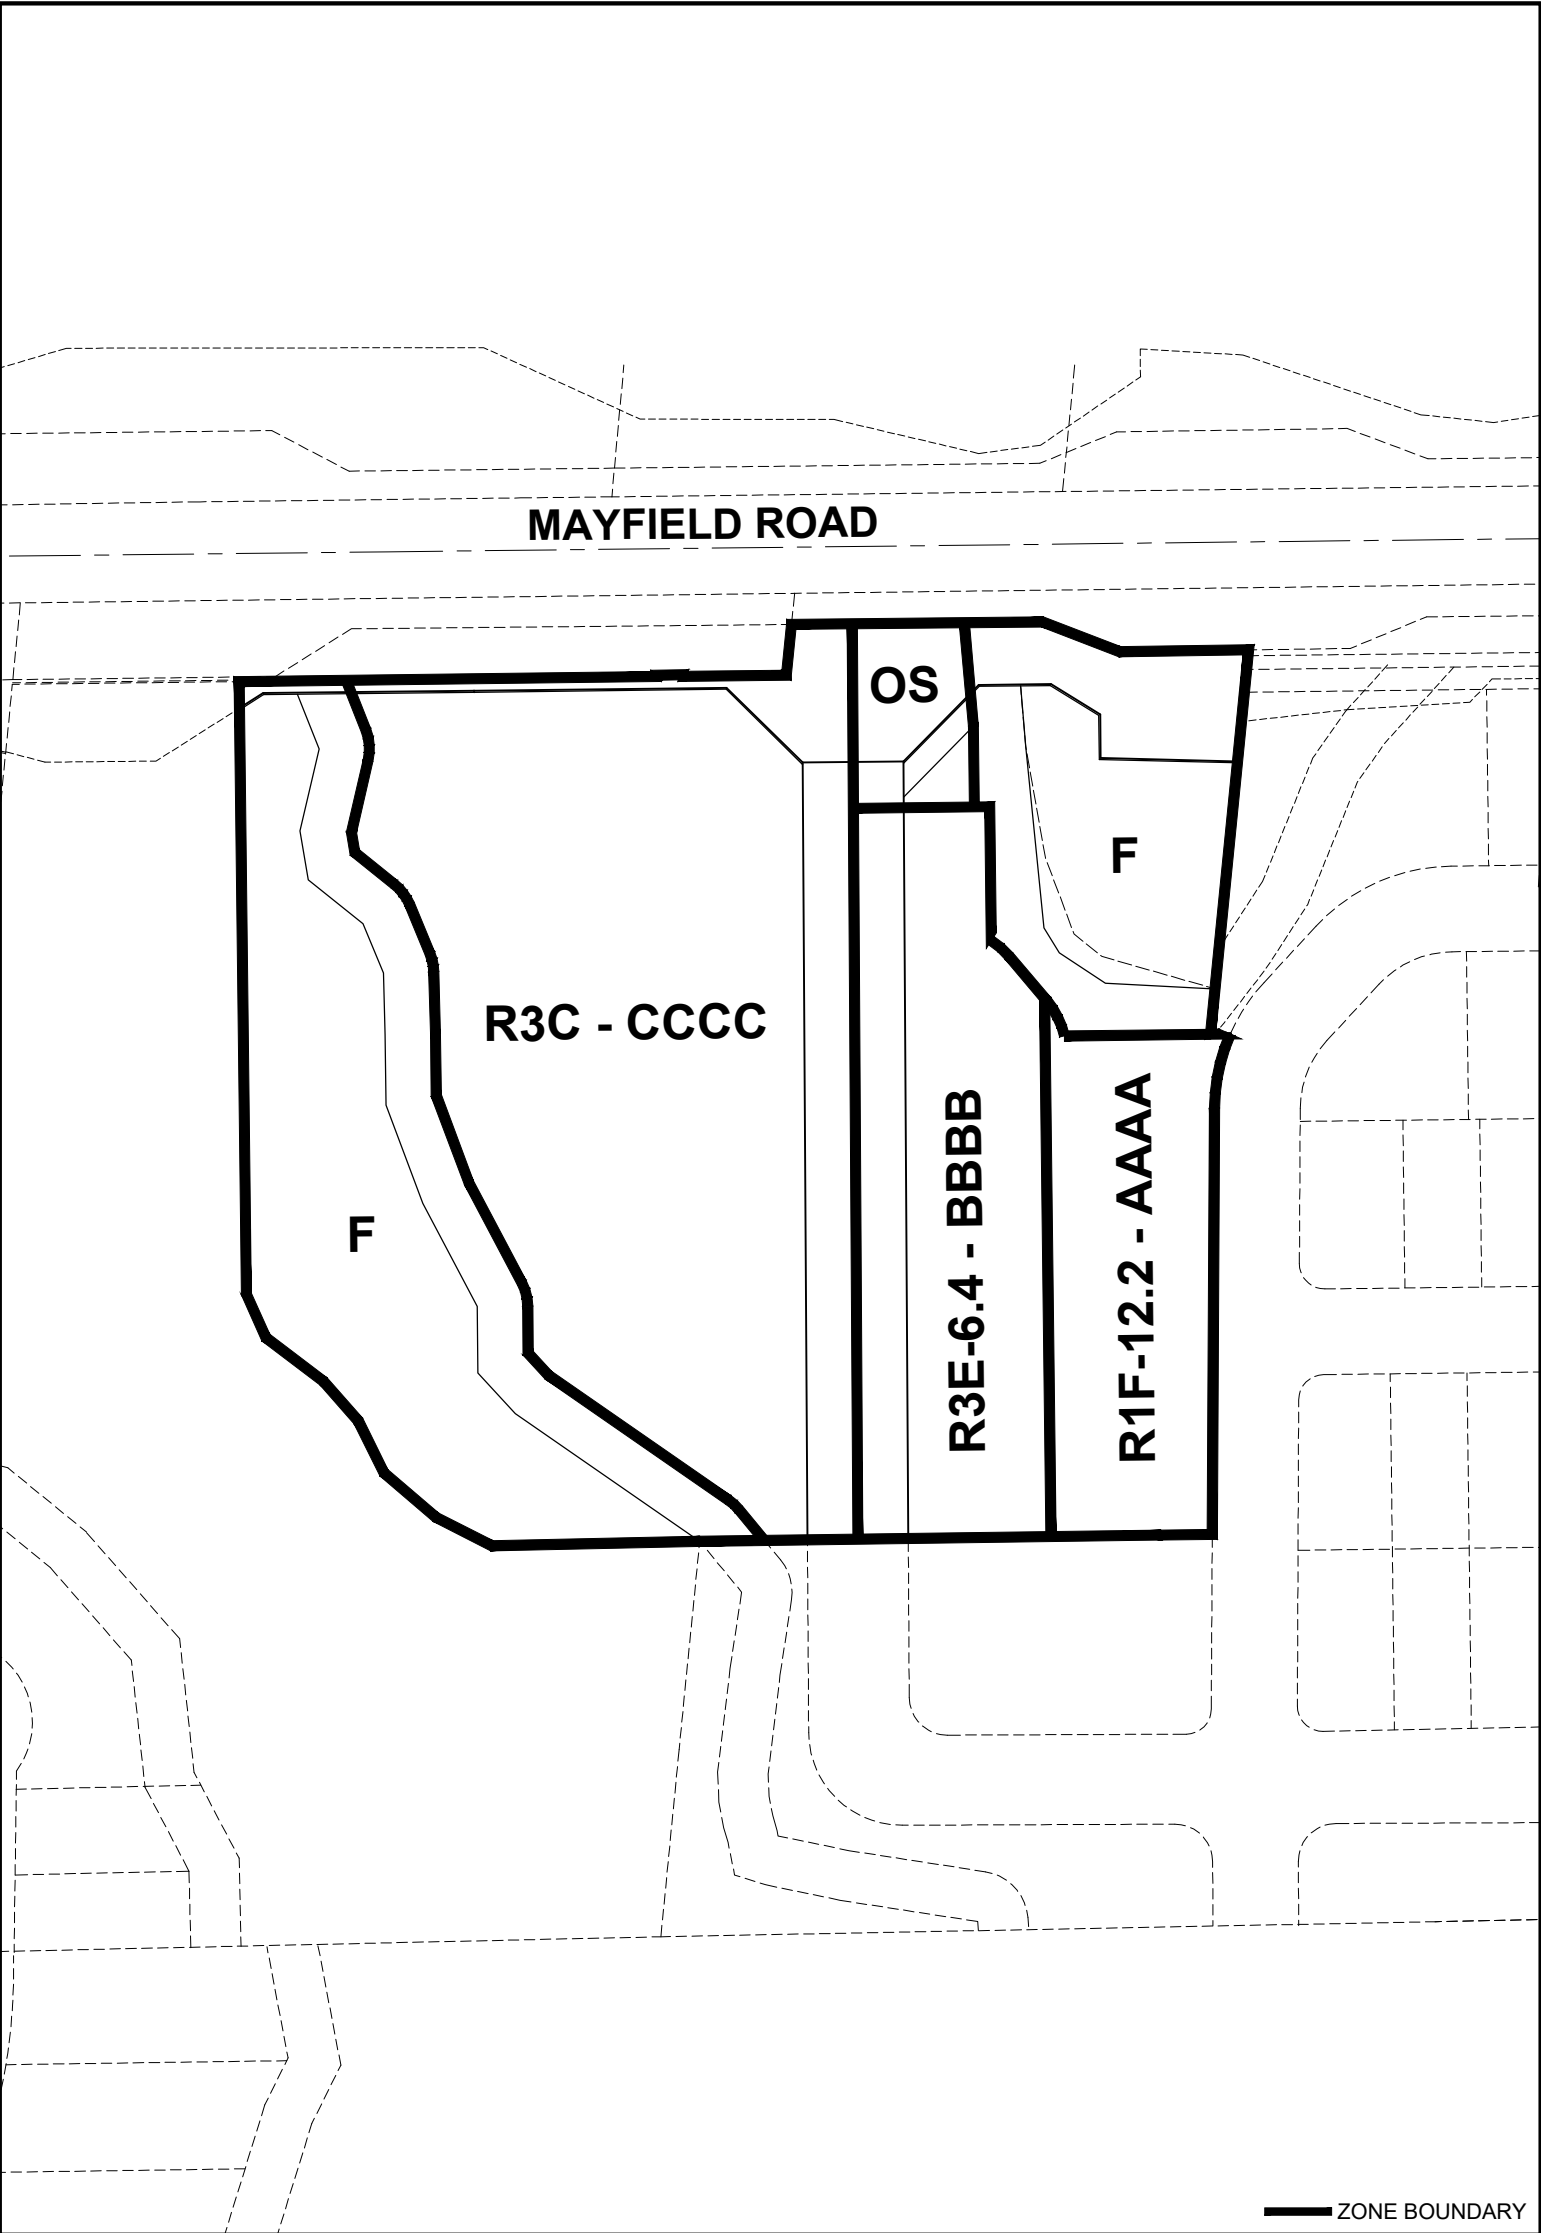 MAYFIELD ROAD
OS
F
R3C - CCCC
R3E-6.4 - BBBB
R1F-12.2 - AAAA
F
ZONE BOUNDARY